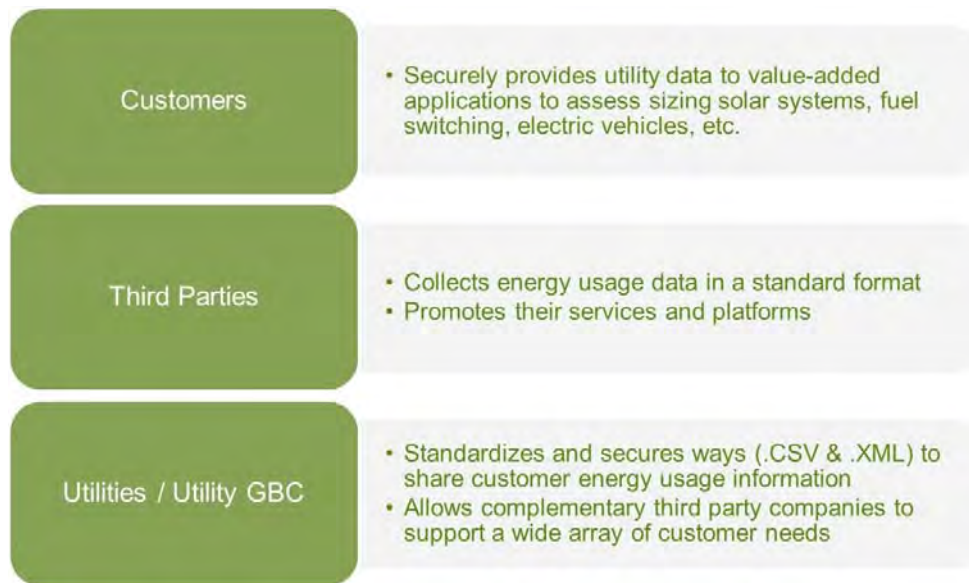 Customers
• Securely provides utility data to value-added
applications to assess sizing solar systems, fuel
switching, electric vehicles, etc.
Third Parties
• Collects energy usage data in a standard format
• Promotes their services and platforms
Utilities / Utility GBC
• Standardizes and secures ways (.CSV & .XML) to
share customer energy usage information
• Allows complementary third party companies to
support a wide array of customer needs